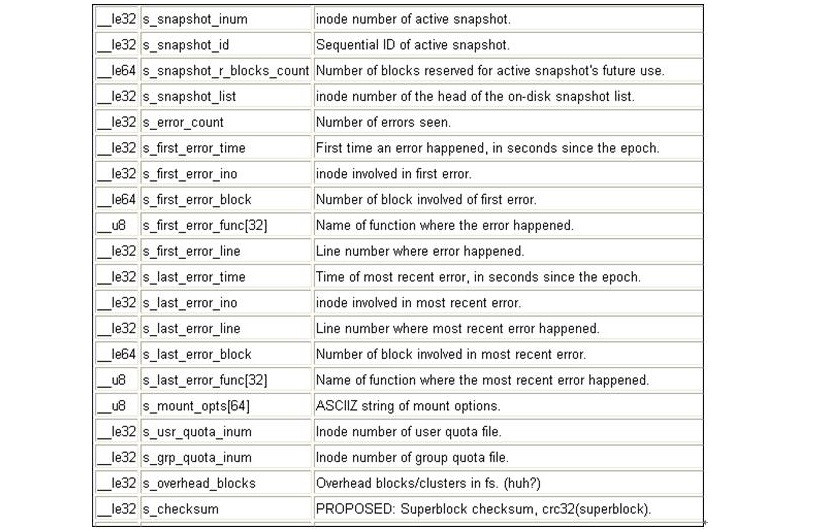 __le32 s_snapshot_inum inode number of active snapshot.
__le32 s_snapshot_id Sequential ID of active snapshot.
__le64 s_snapshot_r_blocks_count Number of blocks reserved for active snapshot's future use.
__le32 s_snapshot_list inode number of the head of the on-disk snapshot list.
__le32 s_error_count Number of errors seen.
__le32 s_first_error_time First time an error happened, in seconds since the epoch.
__le32 s_first_error_ino inode involved in first error.
__le64 s_first_error_block Number of block involved of first error.
__u8 s_first_error_func[32] Name of function where the error happened.
__le32 s_first_error_line Line number where error happened.
__le32 s_last_error_time Time of most recent error, in seconds since the epoch.
__le32 s_last_error_ino inode involved in most recent error.
__le32 s_last_error_line Line number where most recent error happened.
__le64 s_last_error_block Number of block involved in most recent error.
__u8 s_last_error_func[32] Name of function where the most recent error happened.
__u8 s_mount_opts[64] ASCIIZ string of mount options.
__le32 s_usr_quota_inum Inode number of user quota file.
__le32 s_grp_quota_inum Inode number of group quota file.
__le32 s_overhead_blocks Overhead blocks/clusters in fs. (huh?)
__le32 s_checksum PROPOSED: Superblock checksum, crc32(superblock).